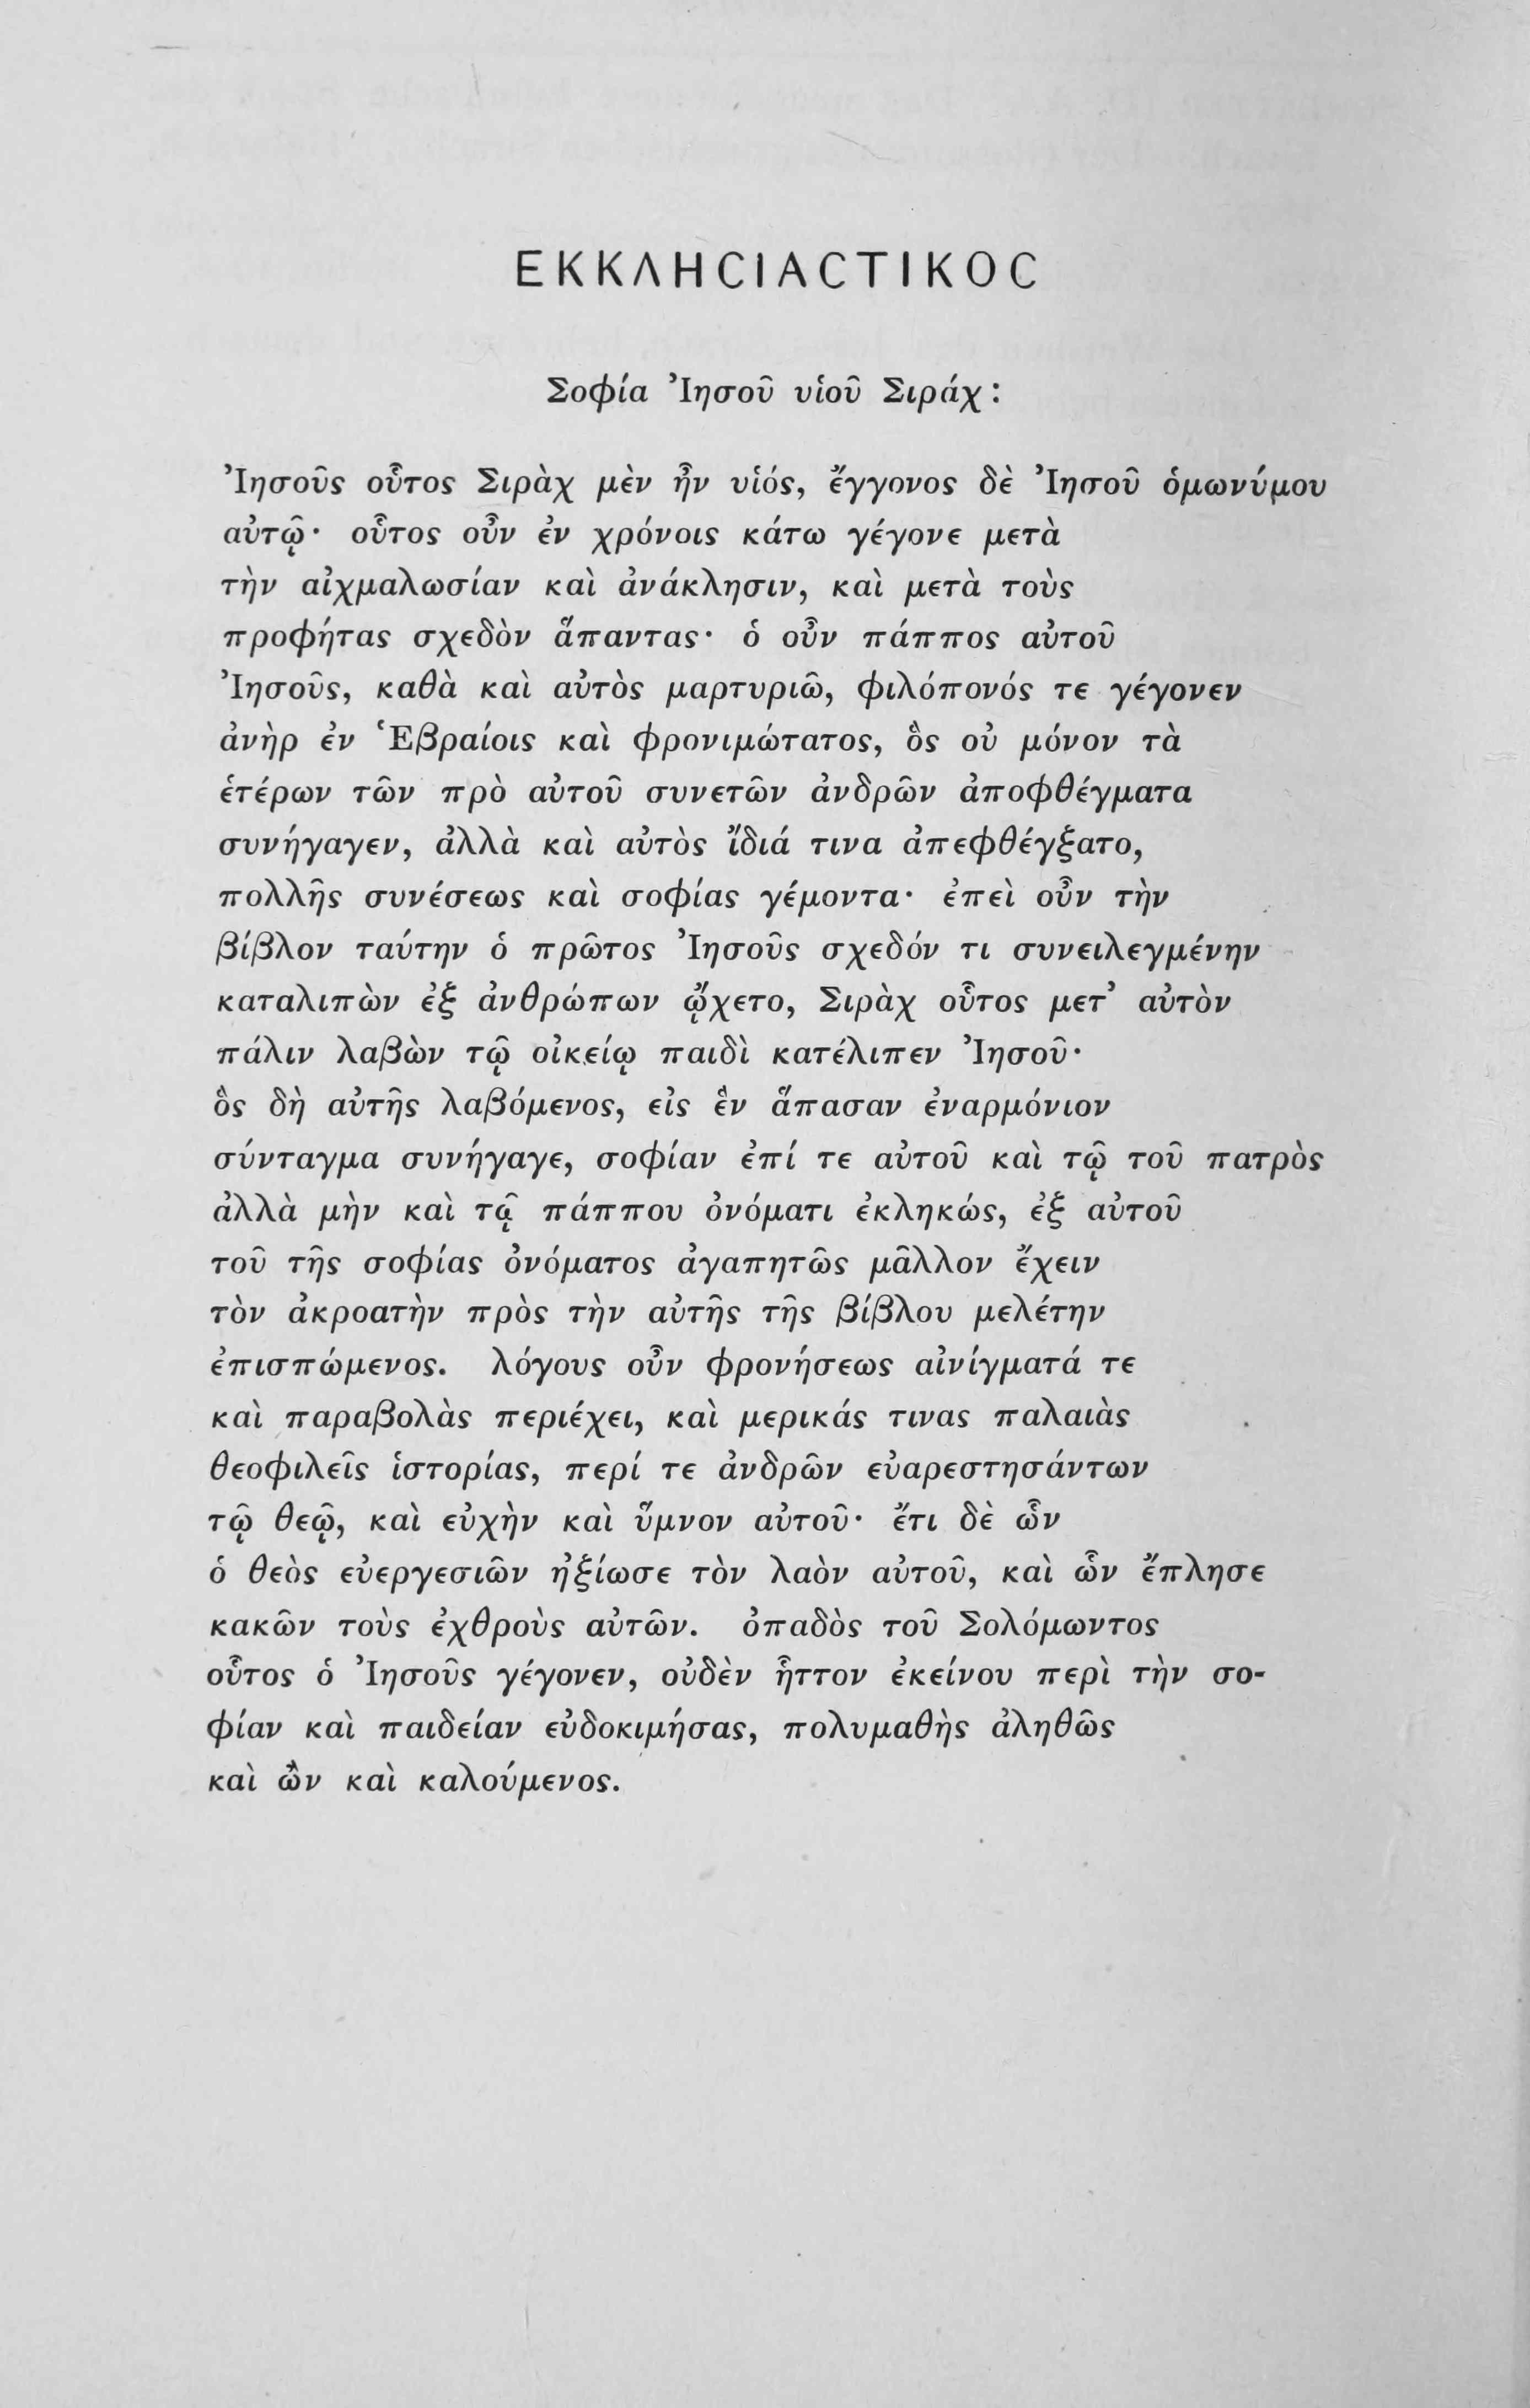 ΕΚΚΛΗϹΙΑϹΤΙΚΟϹ
Σοφία Ἰησοῦ υἱοῦ Σιράχ:
Ἰησοῦς οὗτος Σιρὰχ μὲν ἦν υἱός, ἔγγονος δὲ Ἰησοῦ ὁμωνύμου
αὐτῷ· οὗτος οὖν ἐν χρόνοις κάτω γέγονε μετὰ
τὴν αἰχμαλωσίαν καὶ ἀνάκλησιν, καὶ μετὰ τοὺς
προφήτας σχεδὸν ἅπαντας· ὁ οὖν πάππος αὐτοῦ
Ἰησοῦς, καθὰ καὶ αὐτὸς μαρτυριῶ, φιλόπονός τε γέγονεν
ἀνὴρ ἐν Ἑβραίοις καὶ φρονιμώτατος, ὃς οὐ μόνον τὰ
ἑτέρων τῶν πρὸ αὐτοῦ συνετῶν ἀνδρῶν ἀποφθέγματα
συνήγαγεν, ἀλλὰ καὶ αὐτὸς ἴδιά τινα ἀπεφθέγξατο,
πολλῆς συνέσεως καὶ σοφίας γέμοντα· ἐπεὶ οὖν τὴν
βίβλον ταύτην ὁ πρῶτος Ἰησοῦς σχεδόν τι συνειλεγμένην
καταλιπὼν ἐξ ἀνθρώπων ᾤχετο, Σιρὰχ οὗτος μετ᾽ αὐτὸν
πάλιν λαβὼν τῷ οἰκείῳ παιδὶ κατέλιπεν Ἰησοῦ·
ὃς δὴ αὐτῆς λαβόμενος, εἰς ἓν ἅπασαν ἐναρμόνιον
σύνταγμα συνήγαγε, σοφίαν ἐπί τε αὐτοῦ καὶ τῷ τοῦ πατρὸς
ἀλλὰ μὴν καὶ τᾷ πάππου ὀνόματι ἐκληκώς, ἐξ αὐτοῦ
τοῦ τῆς σοφίας ὀνόματος ἀγαπητῶς μᾶλλον ἔχειν
τὸν ἀκροατὴν πρὸς τὴν αὐτῆς τῆς βίβλου μελέτην
ἐπισπώμενος. λόγους οὖν φρονήσεως αἰνίγματά τε
καὶ παραβολὰς περιέχει, καὶ μερικάς τινας παλαιὰς
θεοφιλεῖς ἱστορίας, περί τε ἀνδρῶν εὐαρεστησάντων
τῷ θεῷ, καὶ εὐχὴν καὶ ὕμνον αὐτοῦ· ἔτι δὲ ὧν
ὁ θεὸς εὐεργεσιῶν ἠξίωσε τὸν λαὸν αὐτοῦ, καὶ ὧν ἔπλησε
κακῶν τοὺς ἐχθροὺς αὐτῶν. ὀπαδὸς τοῦ Σολόμωντος
οὗτος ὁ Ἰησοῦς γέγονεν, οὐδὲν ἧττον ἐκείνου περὶ τὴν σο-
φίαν καὶ παιδείαν εὐδοκιμήσας, πολυμαθὴς ἀληθῶς
καὶ ὢν καὶ καλούμενος.